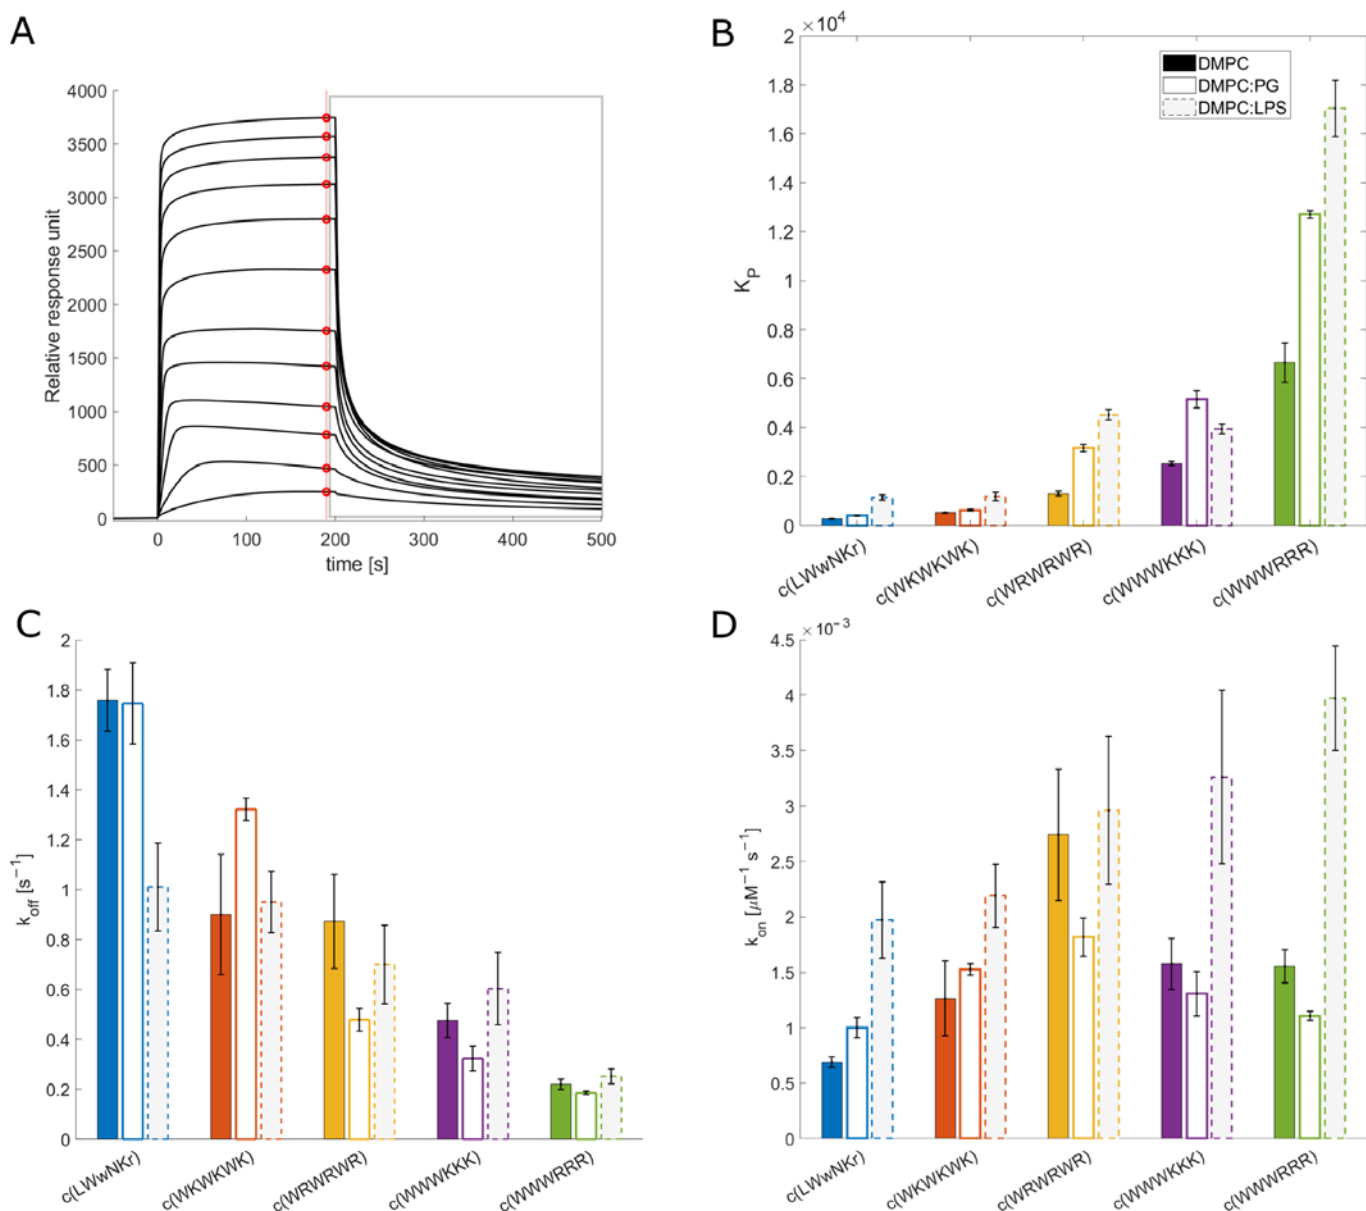 A
4000
3500
3000
2500
2000
1500
1000
500
0
Relative response unit
0 100 200 300 400 500
time [s]
B
×10⁴
2
1.8
1.6
1.4
1.2
1
0.8
0.6
0.4
0.2
0
K_P
DMPC
DMPC:PG
DMPC:LPS
c(LWwNKr)
c(WKWKWK)
c(WRWRWR)
c(WWWKKK)
c(WWWRRR)
C
2
1.8
1.6
1.4
1.2
1
0.8
0.6
0.4
0.2
0
k_off [s⁻¹]
c(LWwNKr)
c(WKWKWK)
c(WRWRWR)
c(WWWKKK)
c(WWWRRR)
D
×10⁻³
4.5
4
3.5
3
2.5
2
1.5
1
0.5
0
k_on [μM⁻¹ s⁻¹]
c(LWwNKr)
c(WKWKWK)
c(WRWRWR)
c(WWWKKK)
c(WWWRRR)